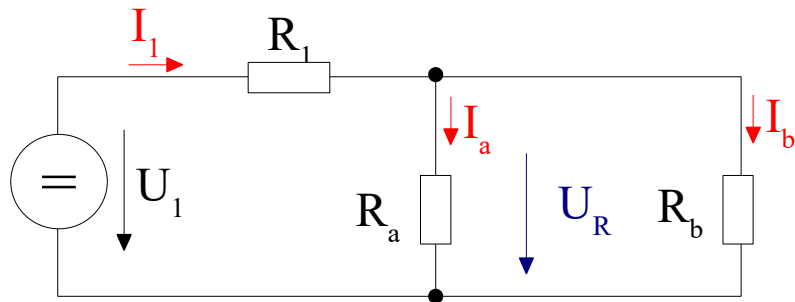 I1
R1
Ia
Ib
=
U1
Ra
UR
Rb